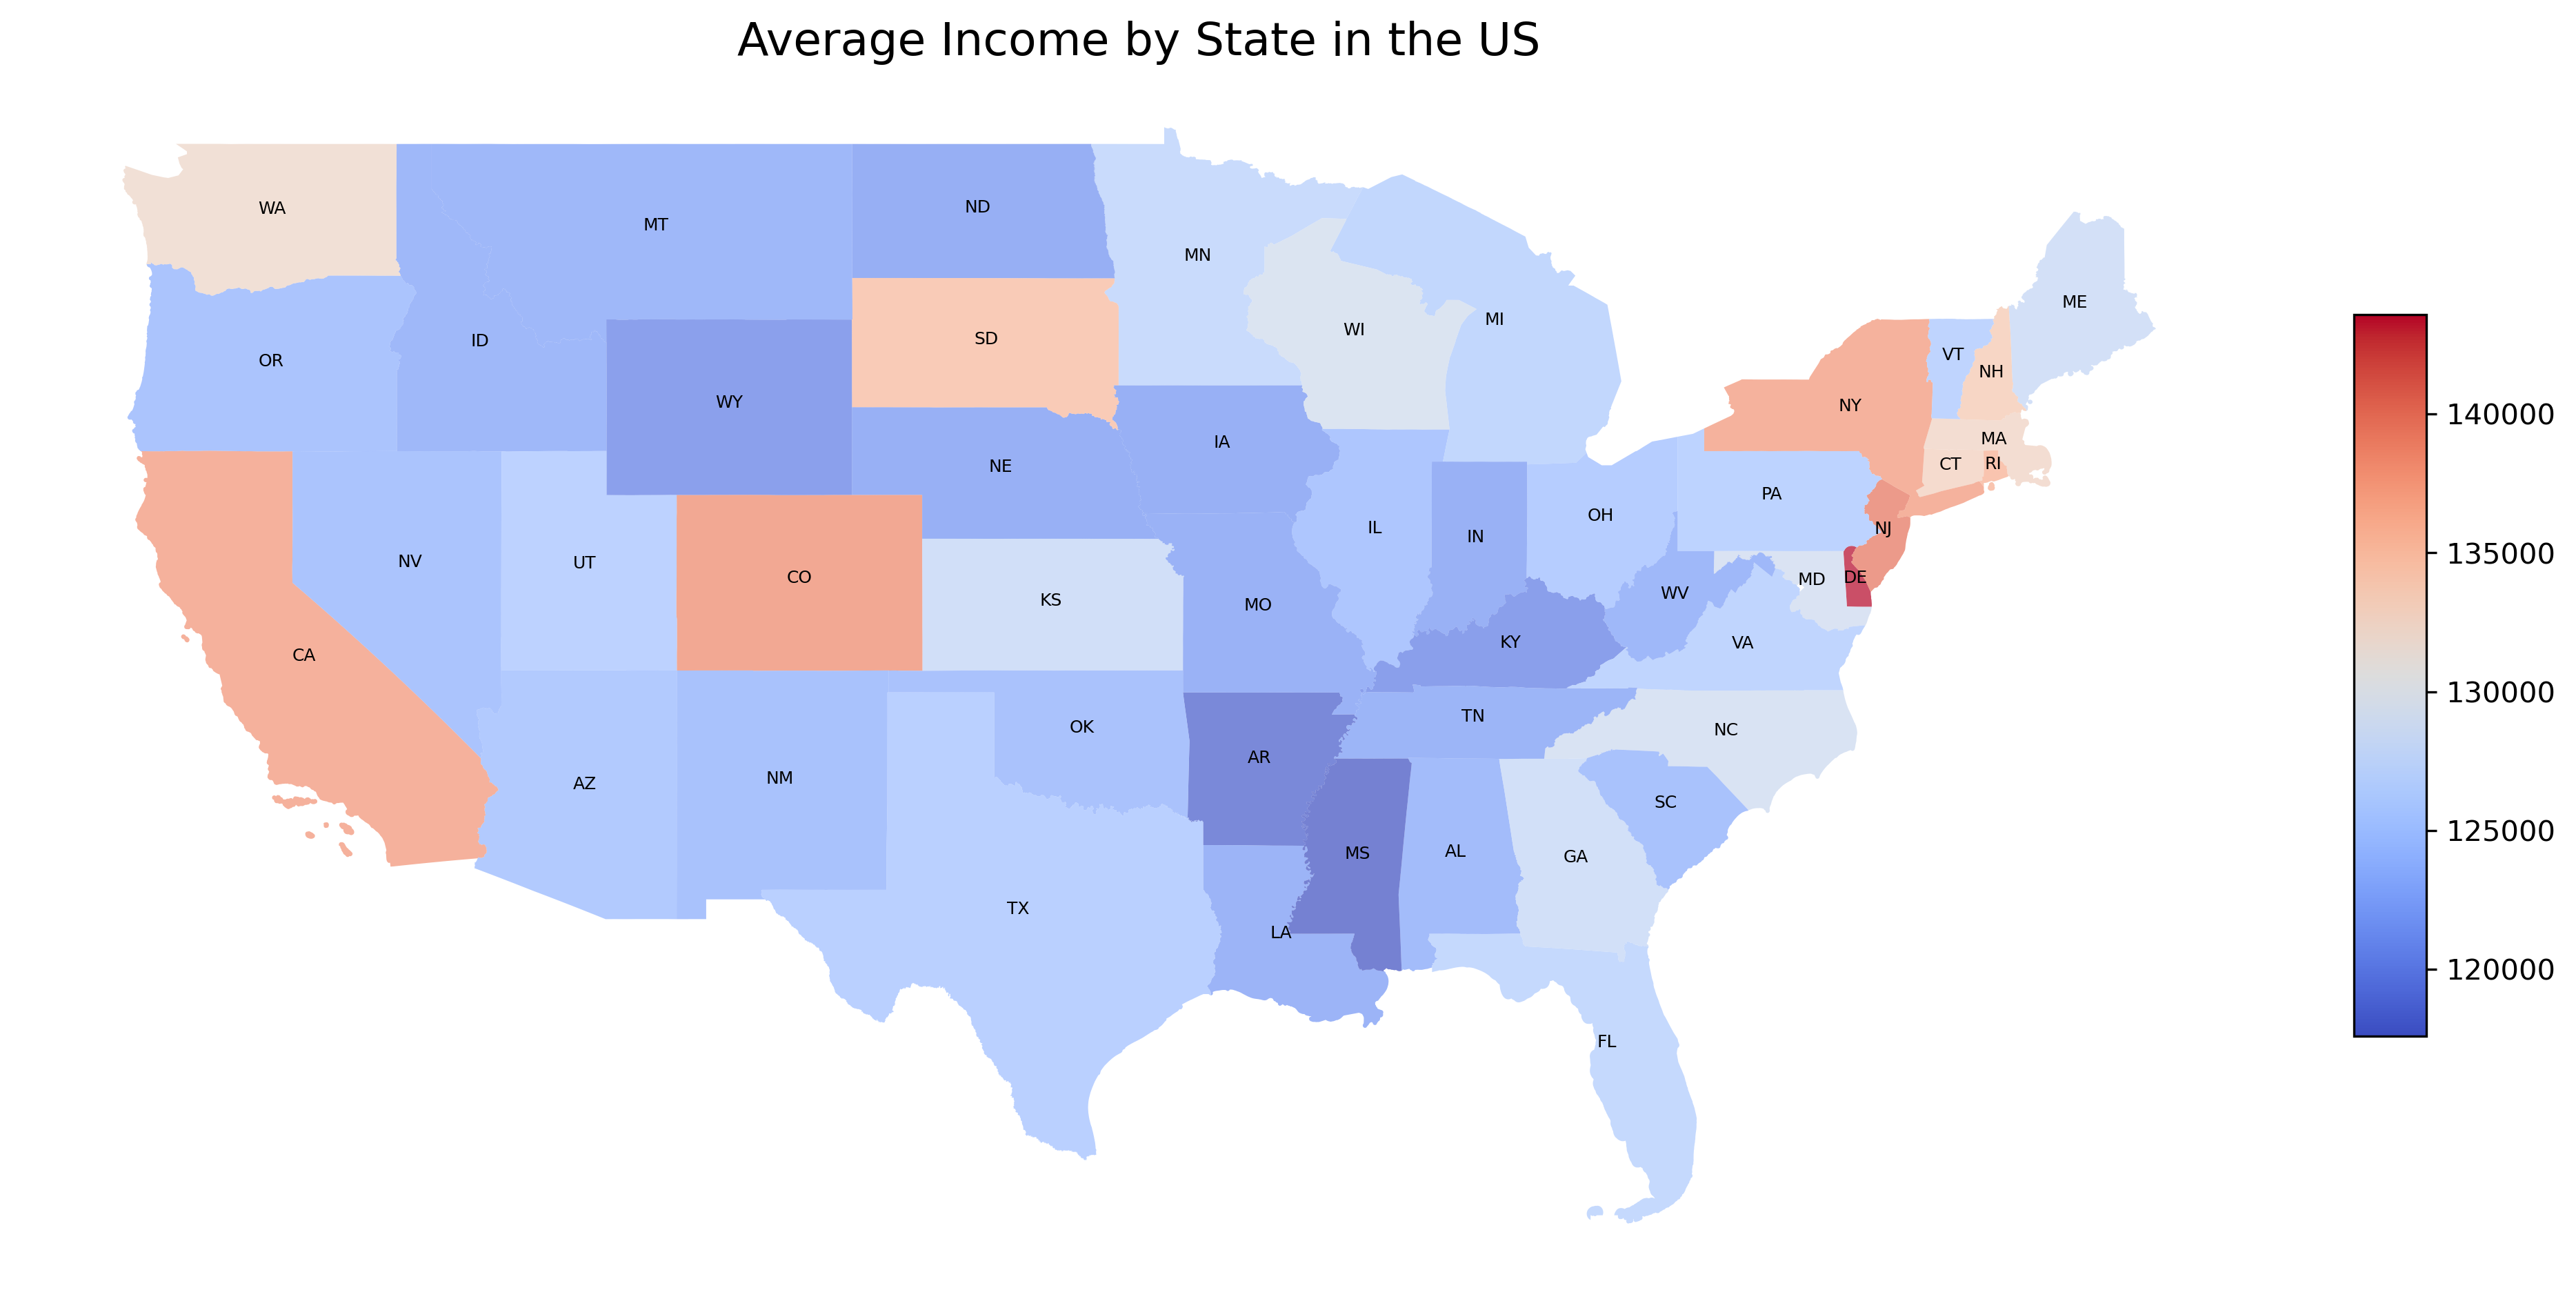 Average Income by State in the US
WA
MT
ND
MN
ME
SD
MI
WI
ID
VT
OR
NH
WY
NY
IA
MA
NE
CT
RI
PA
OH
IL
NJ
IN
NV
UT
CO
DE
MD
WV
KS
MO
KY
VA
CA
TN
OK
NC
AR
NM
AZ
SC
AL
MS
GA
TX
LA
FL
140000
135000
130000
125000
120000